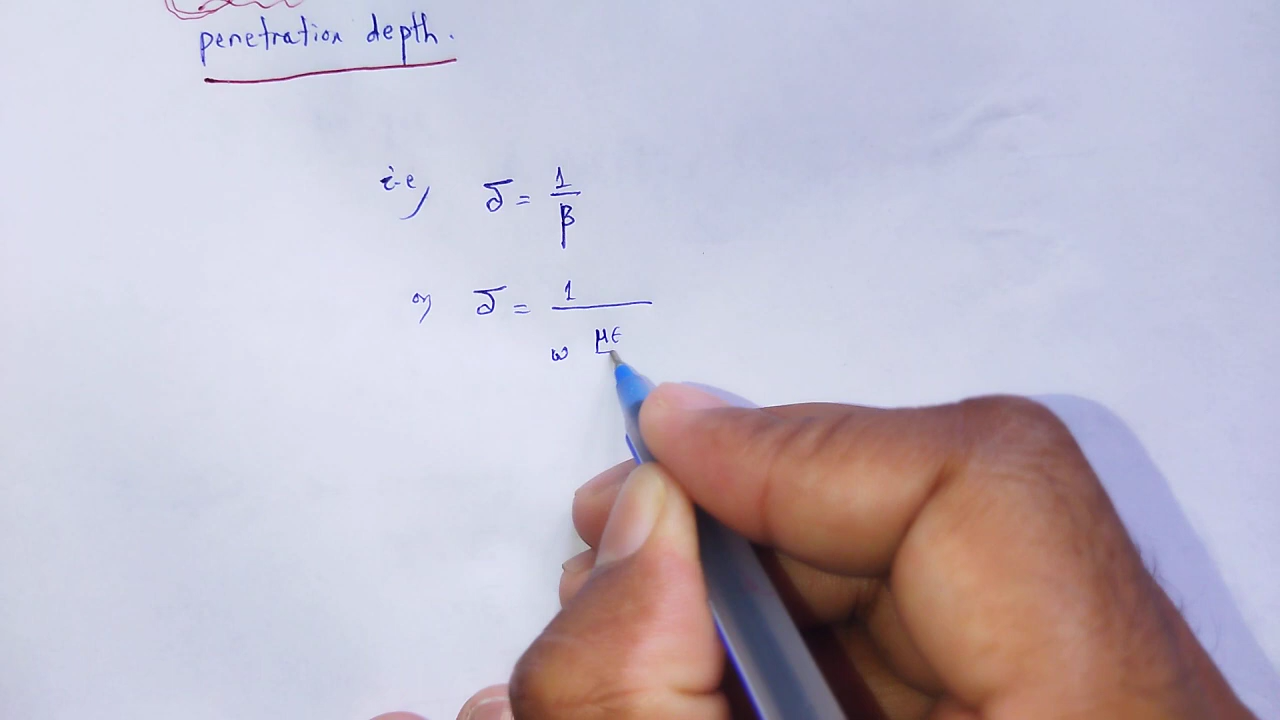 penetration depth.
i.e, δ = 1/β
or, δ = 1/ω με